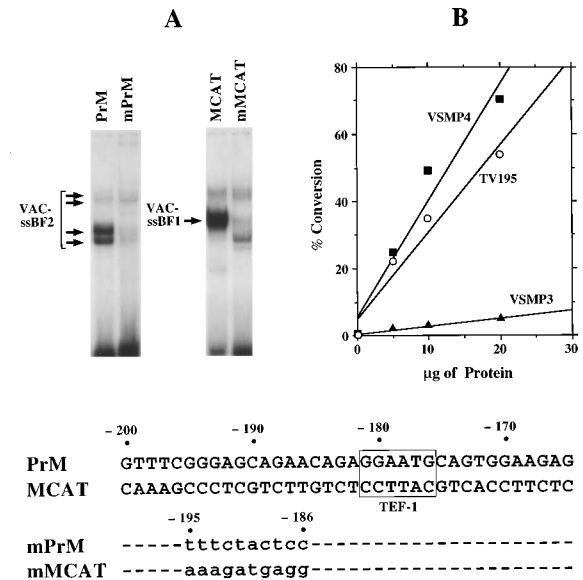 A
B
PrM
mPrM
MCAT
mMCAT
VAC-
ssBF2
VAC-
ssBF1
% Conversion
80
60
40
20
0
0
10
20
30
VSMP4
TV195
VSMP3
µg of Protein
- 200
- 190
- 180
- 170
PrM GTTTCGGGAGCAGAACAGAGGAATGCAGTGGAAGAG
MCAT CAAAGCCCTCGTCTTGTCTCCTTACGTCACCTTCTC
TEF-1
- 195
- 186
mPrM -----tttctactcc---------------------
mMCAT -----aaagatgagg---------------------